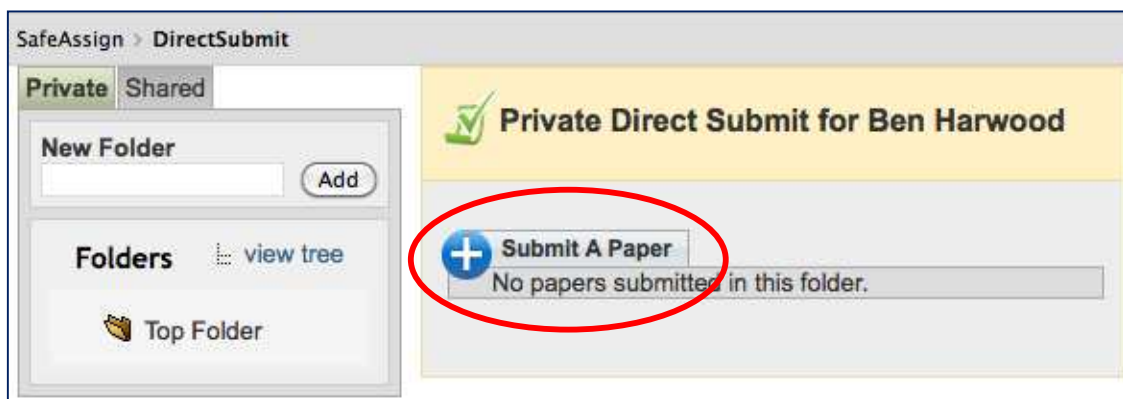 SafeAssign > DirectSubmit
Private Shared
New Folder
Add
Folders view tree
Top Folder
Private Direct Submit for Ben Harwood
Submit A Paper
No papers submitted in this folder.